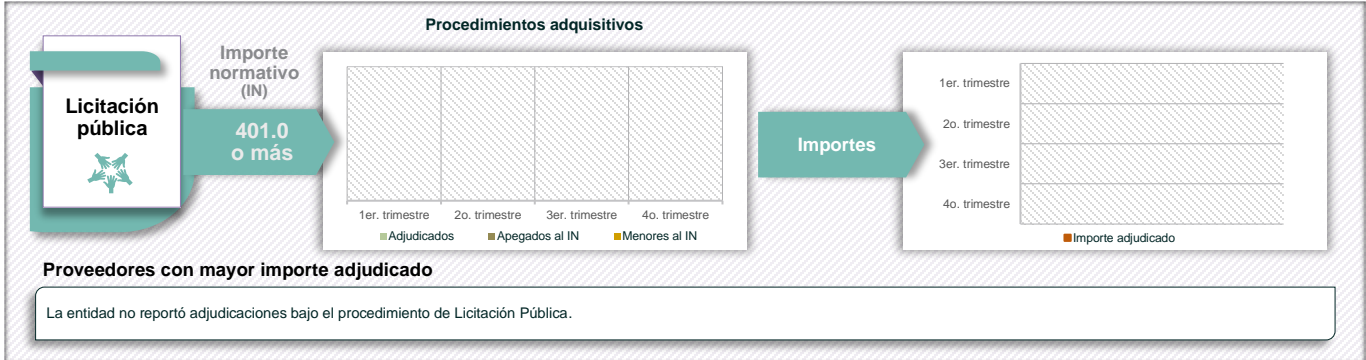 Procedimientos adquisitivos
Licitación
pública
Importe
normativo
(IN)
401.0
o más
1er. trimestre 2o. trimestre 3er. trimestre 4o. trimestre
Adjudicados Apegados al IN Menores al IN
Importes
1er. trimestre
2o. trimestre
3er. trimestre
4o. trimestre
Importe adjudicado
Proveedores con mayor importe adjudicado
La entidad no reportó adjudicaciones bajo el procedimiento de Licitación Pública.